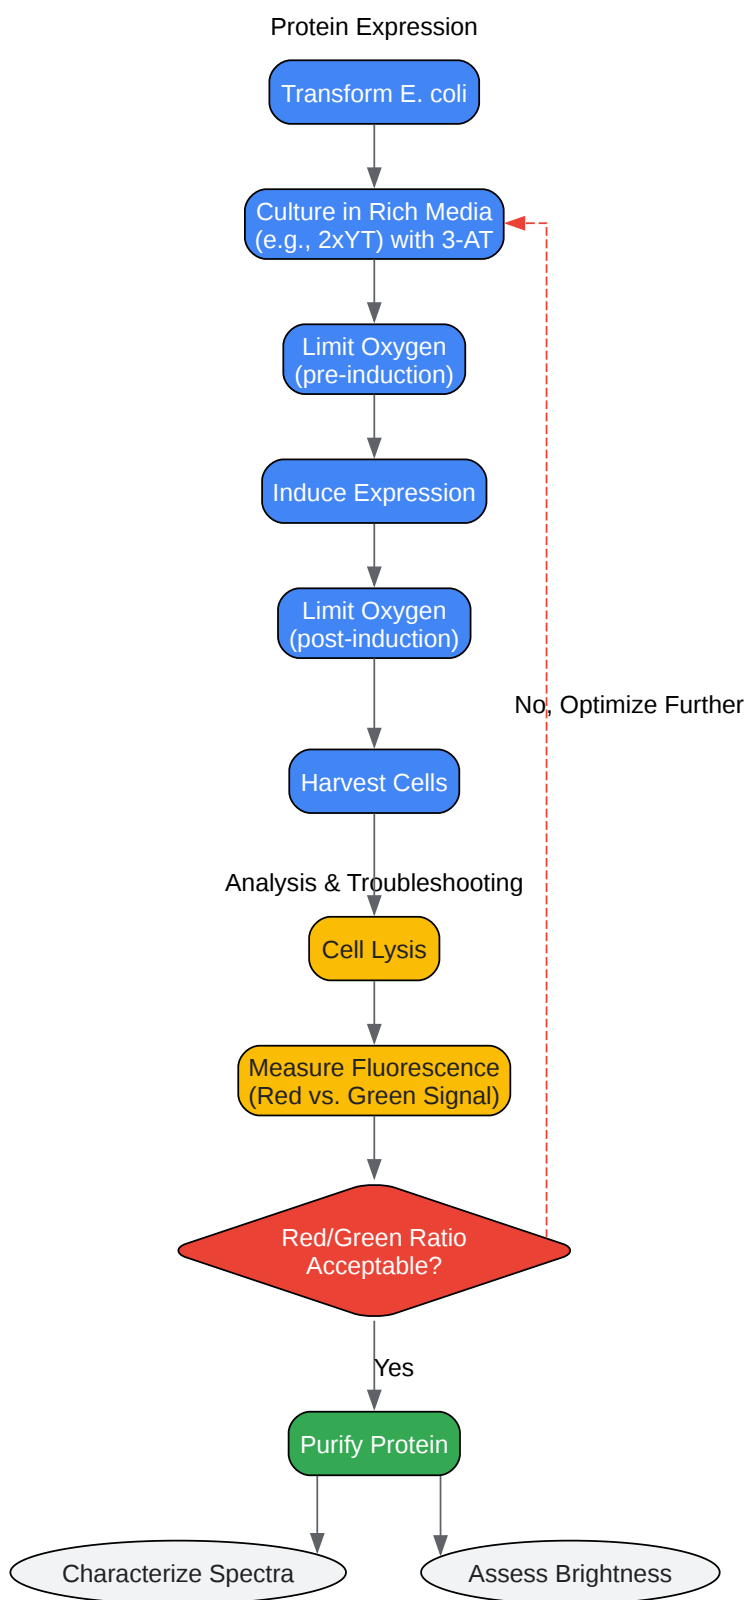 Protein Expression
Transform E. coli
Culture in Rich Media
(e.g., 2xYT) with 3-AT
Limit Oxygen
(pre-induction)
Induce Expression
Limit Oxygen
(post-induction)
No, Optimize Further
Harvest Cells
Analysis & Troubleshooting
Cell Lysis
Measure Fluorescence
(Red vs. Green Signal)
Red/Green Ratio
Acceptable?
Yes
Purify Protein
Characterize Spectra
Assess Brightness